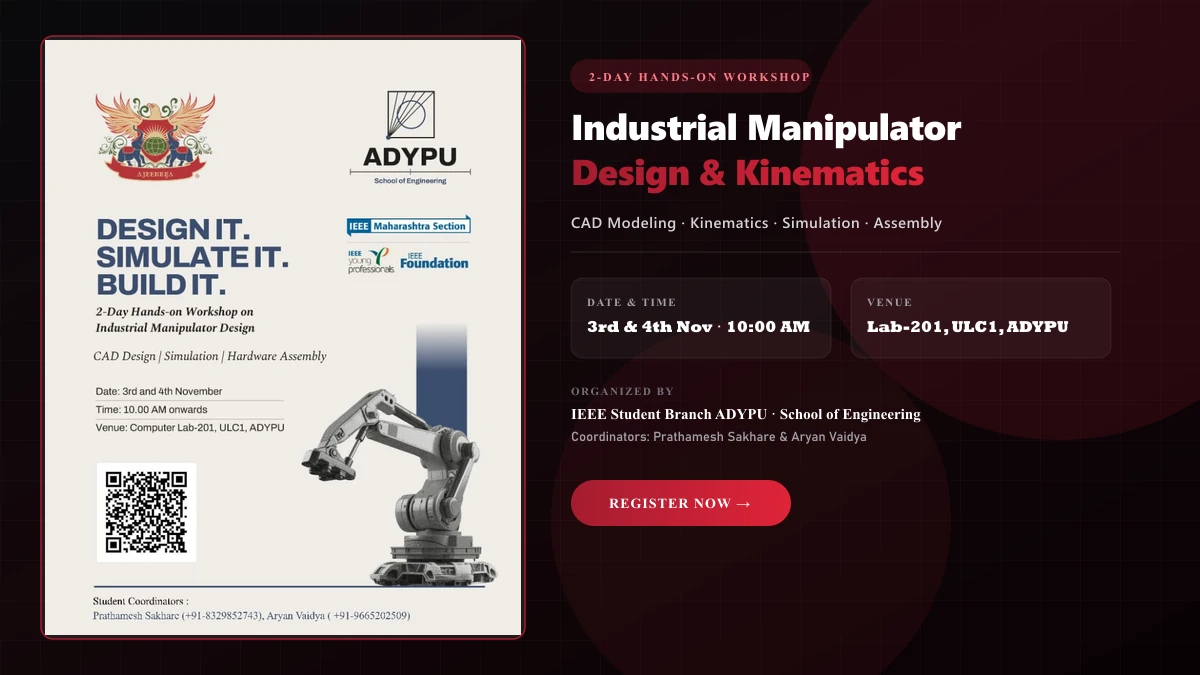 AJEENKYA
®
ADYPU
School of Engineering
DESIGN IT.
SIMULATE IT.
BUILD IT.
IEEE Maharashtra Section
IEEE
young
professionals
IEEE
Foundation
2-Day Hands-on Workshop on
Industrial Manipulator Design
CAD Design | Simulation | Hardware Assembly
Date: 3rd and 4th November
Time: 10.00 AM onwards
Venue: Computer Lab-201, ULC1, ADYPU
Student Coordinators :
Prathamesh Sakhare (+91-8329852743), Aryan Vaidya ( +91-9665202509)
2-DAY HANDS-ON WORKSHOP
Industrial Manipulator
Design & Kinematics
CAD Modeling · Kinematics · Simulation · Assembly
DATE & TIME
3rd & 4th Nov · 10:00 AM
VENUE
Lab-201, ULC1, ADYPU
ORGANIZED BY
IEEE Student Branch ADYPU · School of Engineering
Coordinators: Prathamesh Sakhare & Aryan Vaidya
REGISTER NOW →